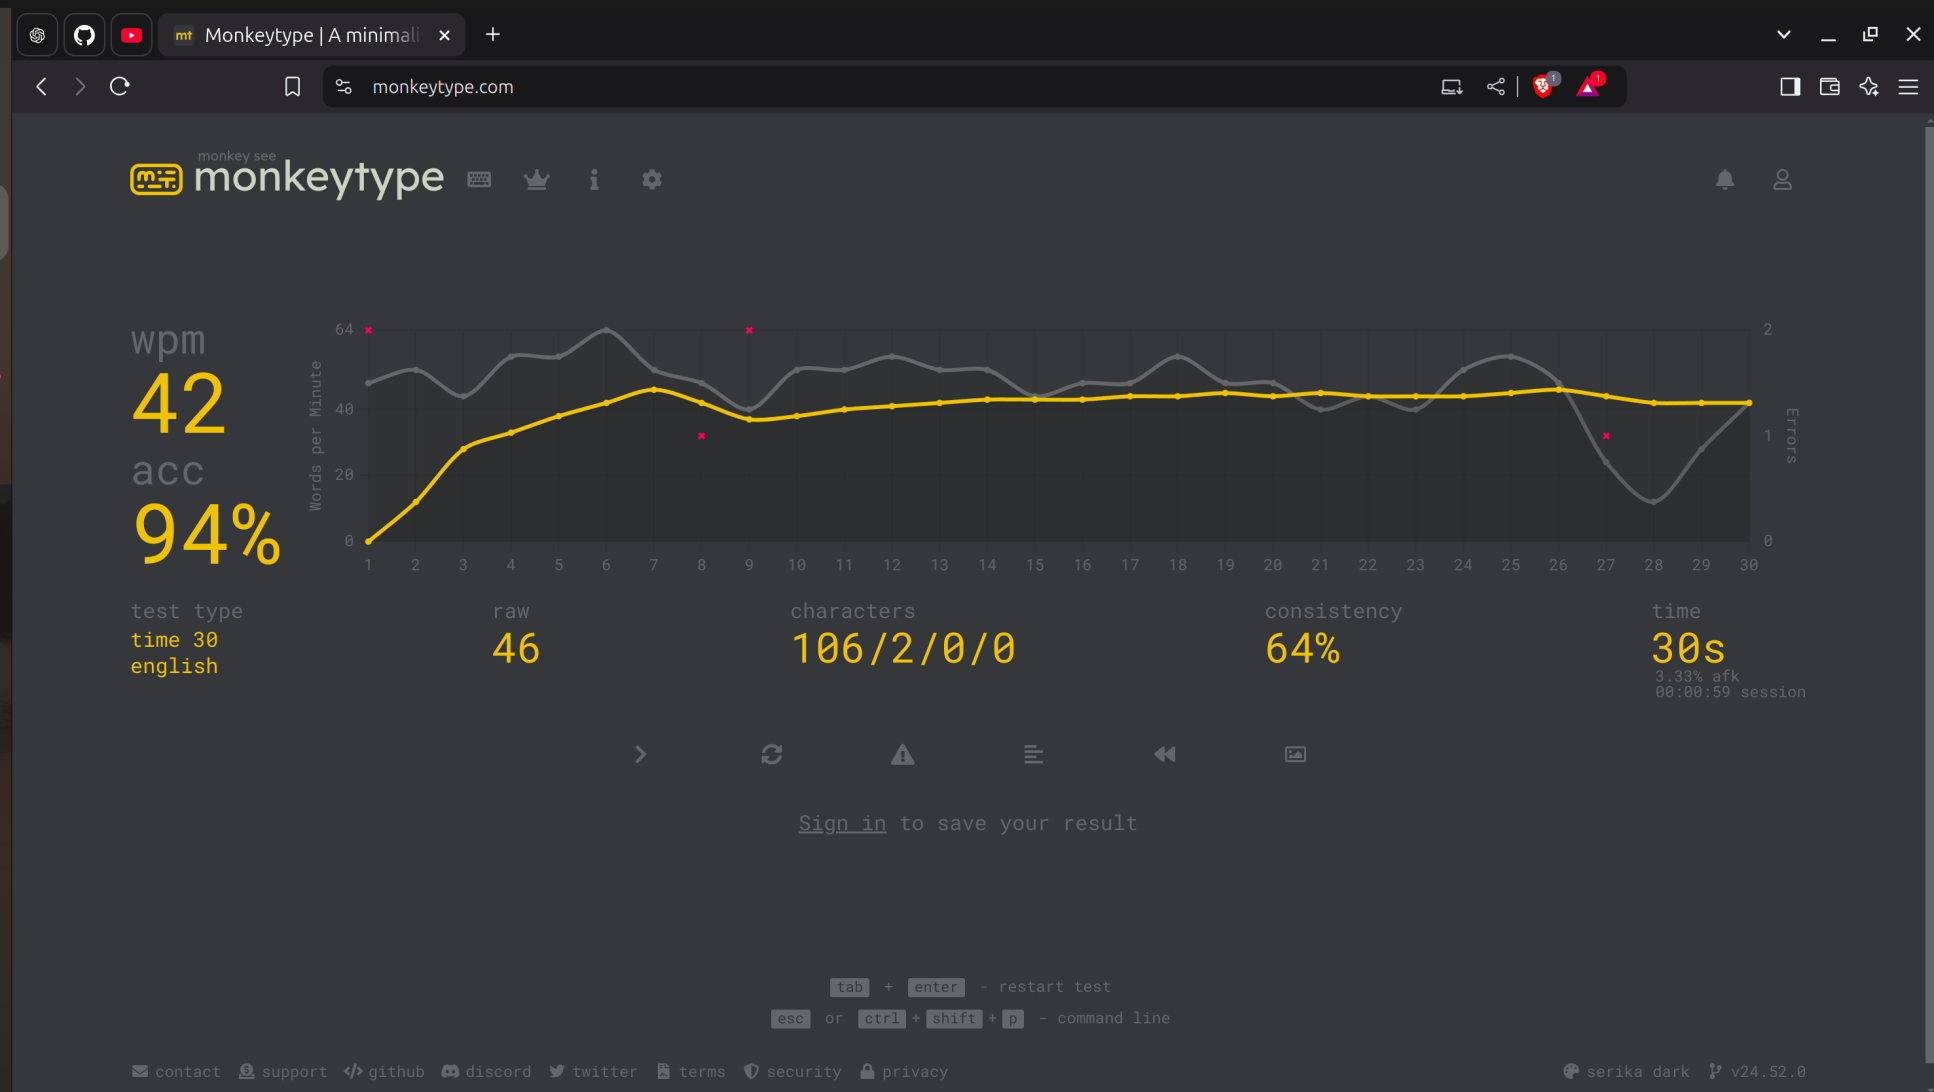 mt Monkeytype | A minimali
monkeytype.com
1
1
monkey see
monkeytype
wpm
42
acc
94%
Words per Minute
64
40
20
0
1 2 3 4 5 6 7 8 9 10 11 12 13 14 15 16 17 18 19 20 21 22 23 24 25 26 27 28 29 30
2
1
0
Errors
test type
time 30
english
raw
46
characters
106/2/0/0
consistency
64%
time
30s
3.33% afk
00:00:59 session
Sign in to save your result
tab + enter - restart test
esc or ctrl + shift + p - command line
contact support github discord twitter terms security privacy
serika dark v24.52.0